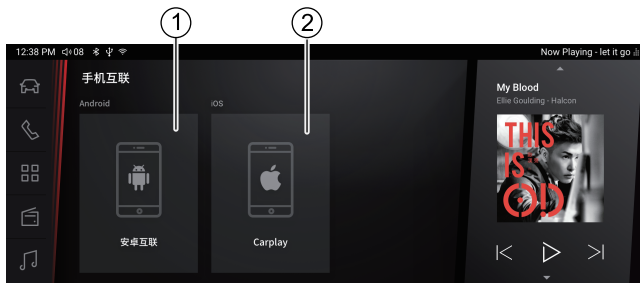 1
2
12:38 PM 08
Now Playing - let it go
手机互联
Android
iOS
安卓互联
Carplay
My Blood
Ellie Goulding - Halcon
THIS
IS